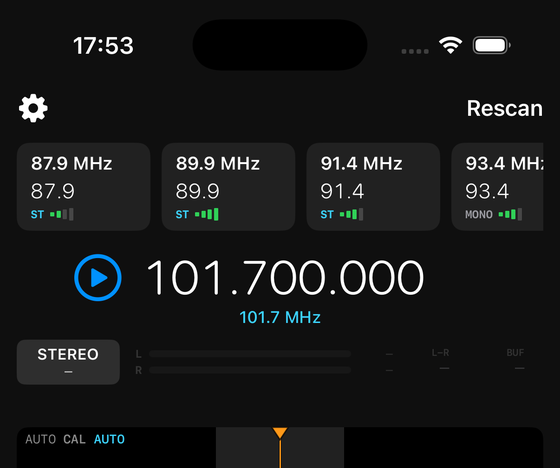 17:53
Rescan
87.9 MHz
87.9
ST
89.9 MHz
89.9
ST
91.4 MHz
91.4
ST
93.4 MHz
93.4
MONO
101.700.000
101.7 MHz
STEREO
–
L –
R –
L–R
—
BUF
—
AUTO CAL AUTO